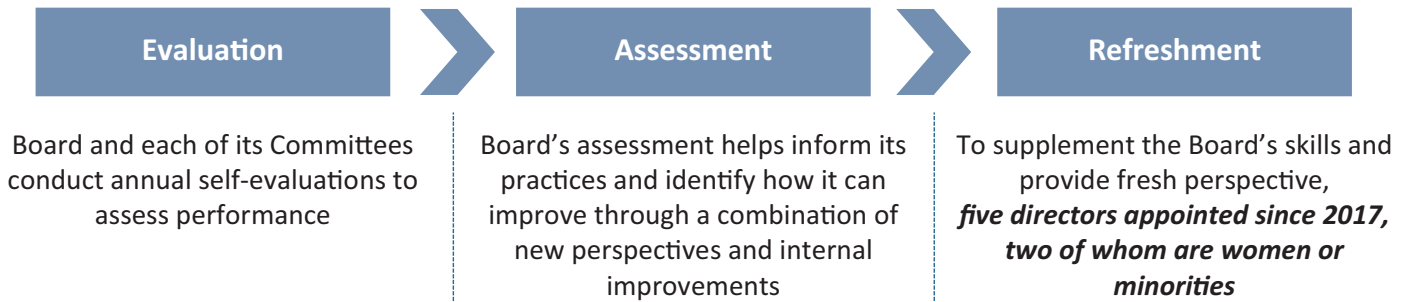 Evaluation
Board and each of its Committees
conduct annual self-evaluations to
assess performance
Assessment
Board’s assessment helps inform its
practices and identify how it can
improve through a combination of
new perspectives and internal
improvements
Refreshment
To supplement the Board’s skills and
provide fresh perspective,
five directors appointed since 2017,
two of whom are women or
minorities